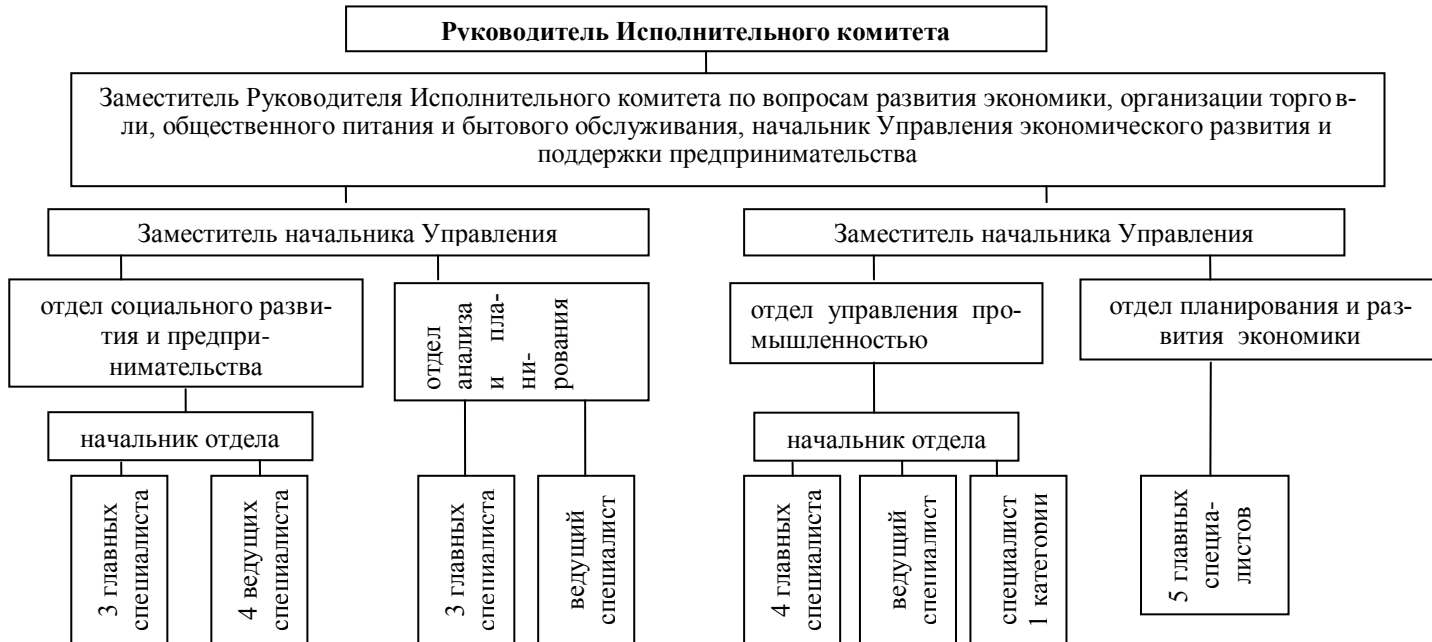 Руководитель Исполнительного комитета
Заместитель Руководителя Исполнительного комитета по вопросам развития экономики, организации торгов-
ли, общественного питания и бытового обслуживания, начальник Управления экономического развития и
поддержки предпринимательства
Заместитель начальника Управления
Заместитель начальника Управления
отдел социального разви-
тия и предпри-
нимательства
отдел
анализа
и пла-
ни-
рования
отдел управления про-
мышленностью
отдел планирования и раз-
вития экономики
начальник отдела
начальник отдела
3 главных
специалиста
4 ведущих
специалиста
3 главных
специалиста
ведущий
специалист
4 главных
специалиста
ведущий
специалист
специалист
1 категории
5 главных
специа-
листов